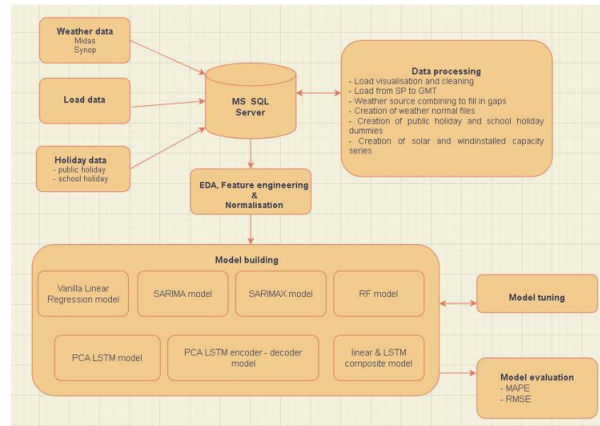 Weather data
Midas
Synop
Load data
Holiday data
- public holiday
- school holiday
MS SQL
Server
Data processing
- Load visualisation and cleaning
- Load from SP to GMT
- Weather source combining to fill in gaps
- Creation of weather normal files
- Creation of public holiday and school holiday
dummies
- Creation of solar and windinstalled capacity
series
EDA, Feature engineering
&
Normalisation
Model building
Vanilla Linear
Regression model
SARIMA model
SARIMAX model
RF model
PCA LSTM model
PCA LSTM encoder - decoder
model
linear & LSTM
composite model
Model tuning
Model evaluation
- MAPE
- RMSE